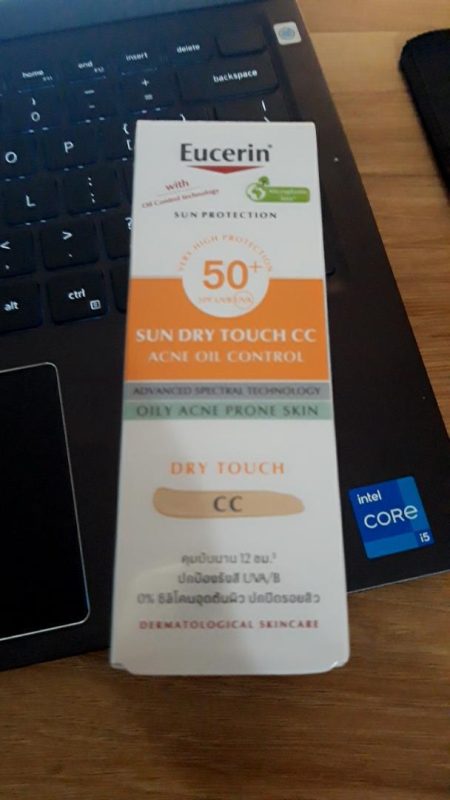 home
end
insert
delete
backspace
O
P
L
alt
ctrl
Eucerin
with
Oil Control Technology
SUN PROTECTION
VERY HIGH PROTECTION
50+
SUN DRY TOUCH CC
ACNE OIL CONTROL
ADVANCED SPECTRAL TECHNOLOGY
OILY ACNE PRONE SKIN
DRY TOUCH
CC
คุมมันนาน 12 ชม.
ปกป้องรังสี UVA/B
0% ซิลิโคนอุดตันผิว ปกปิดรอยสิว
DERMATOLOGICAL SKINCARE
intel
CORE
i5